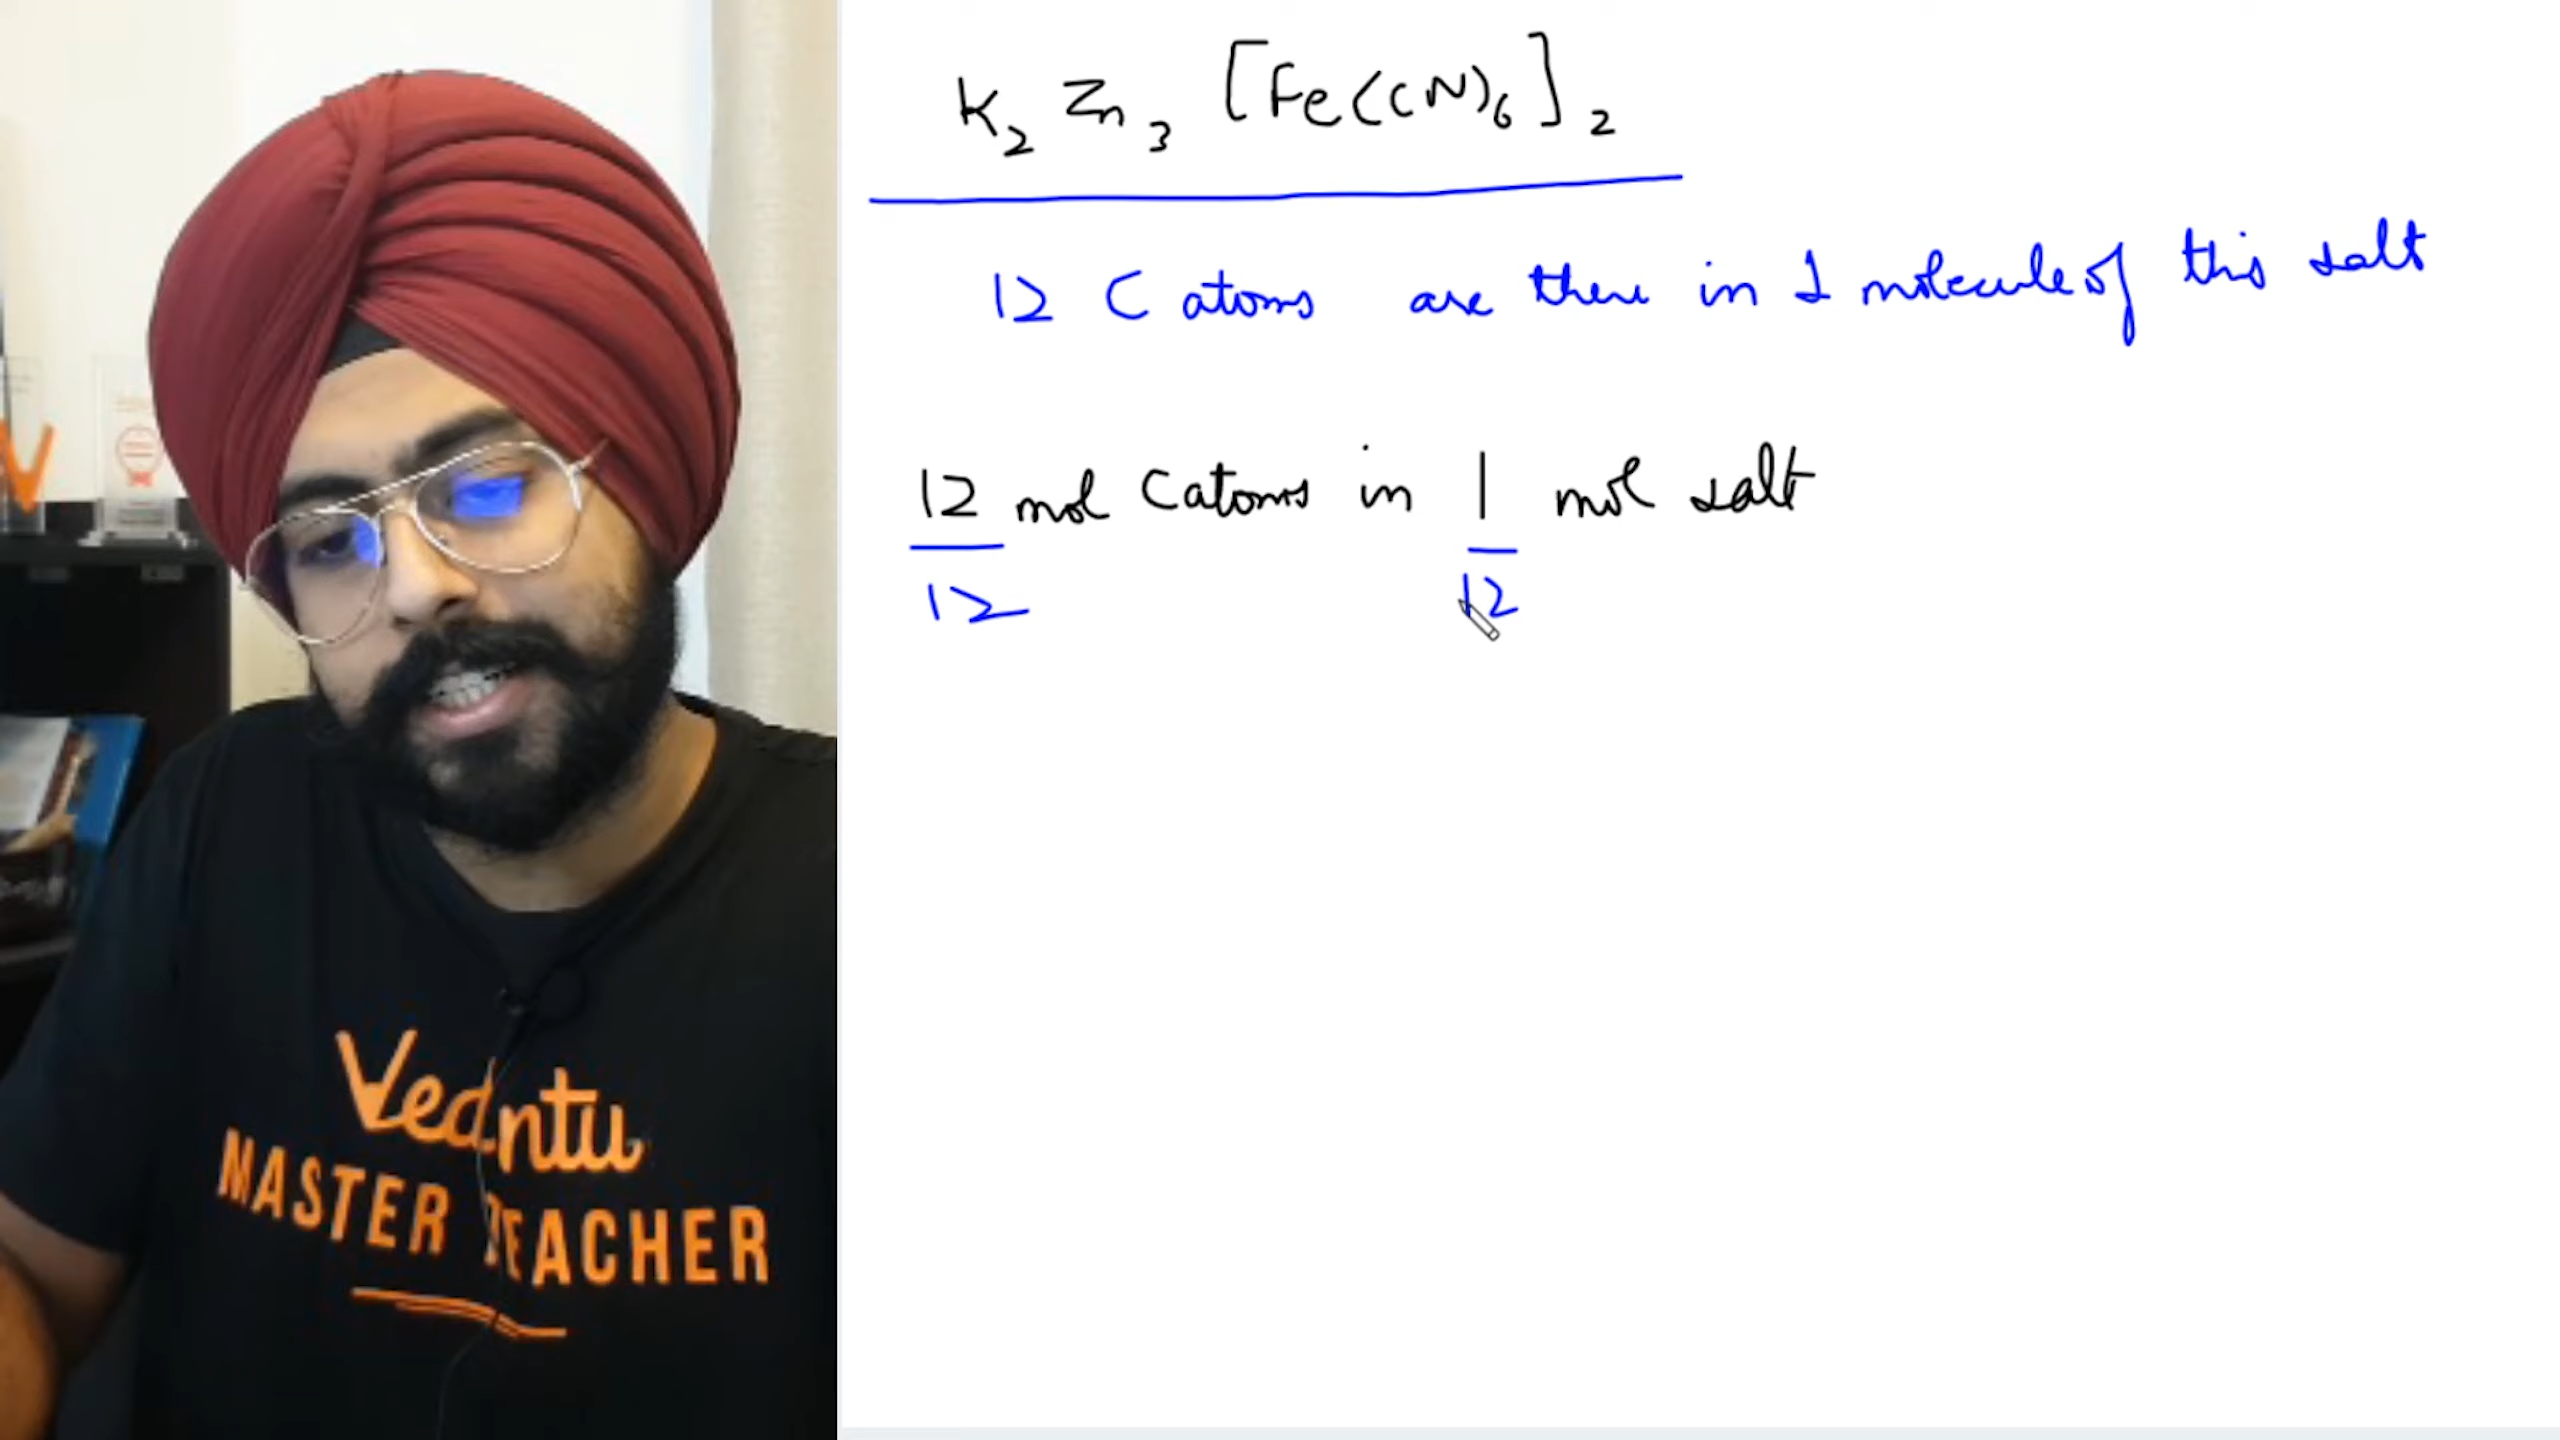 K₂ Zn₃ [Fe(CN)₆]₂
12 C atoms are there in 1 molecule of this salt
12 mol C atoms in 1 mol salt
12 12
Vedantu
MASTER TEACHER